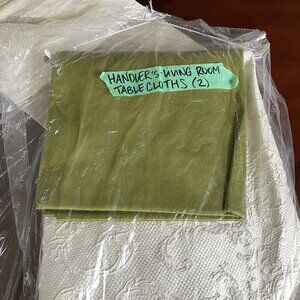 HANDLER'S LIVING ROOM
TABLECLOTHS (2)